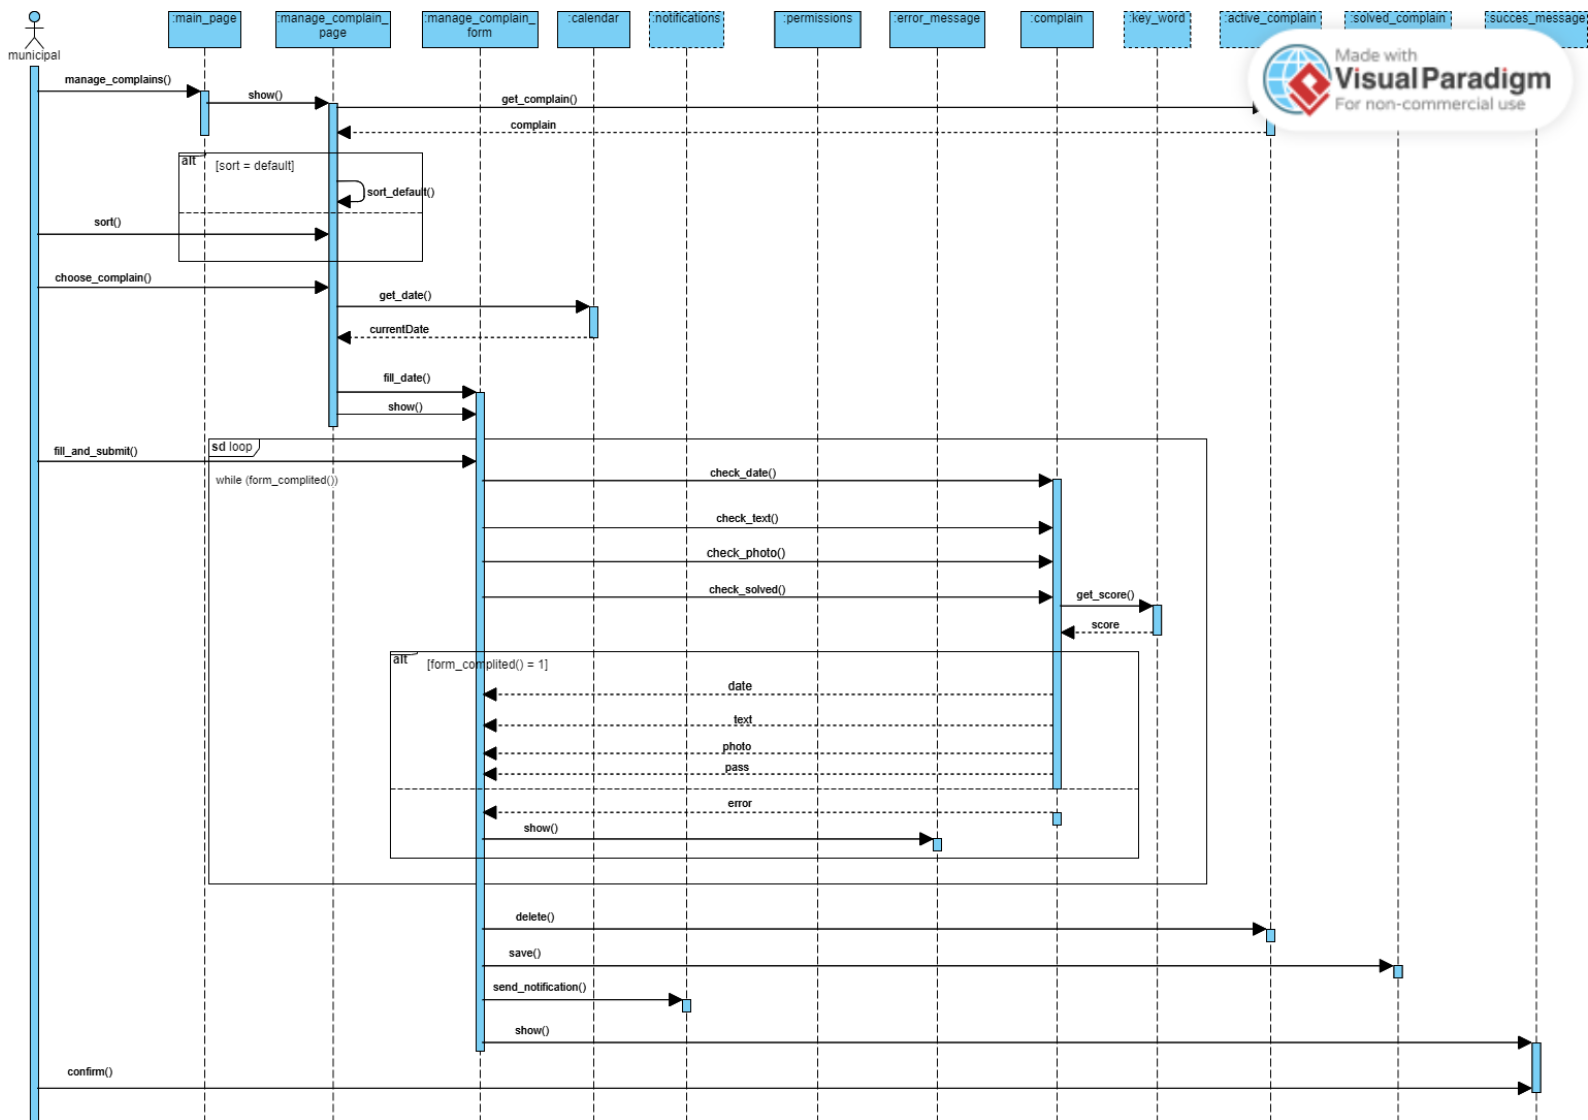 :main_page
:manage_complain_
page
:manage_complain_
form
:calendar
:notifications
:permissions
:error_message
:complain
:key_word
:active_complain
:solved_complain
:succes_message
municipal
Made with
Visual Paradigm
For non-commercial use
manage_complains()
show()
get_complain()
complain
alt
[sort = default]
sort_default()
sort()
choose_complain()
get_date()
currentDate
fill_date()
show()
sd loop
fill_and_submit()
while (form_complited())
check_date()
check_text()
check_photo()
check_solved()
get_score()
score
alt
[form_complited() = 1]
date
text
photo
pass
error
show()
delete()
save()
send_notification()
show()
confirm()